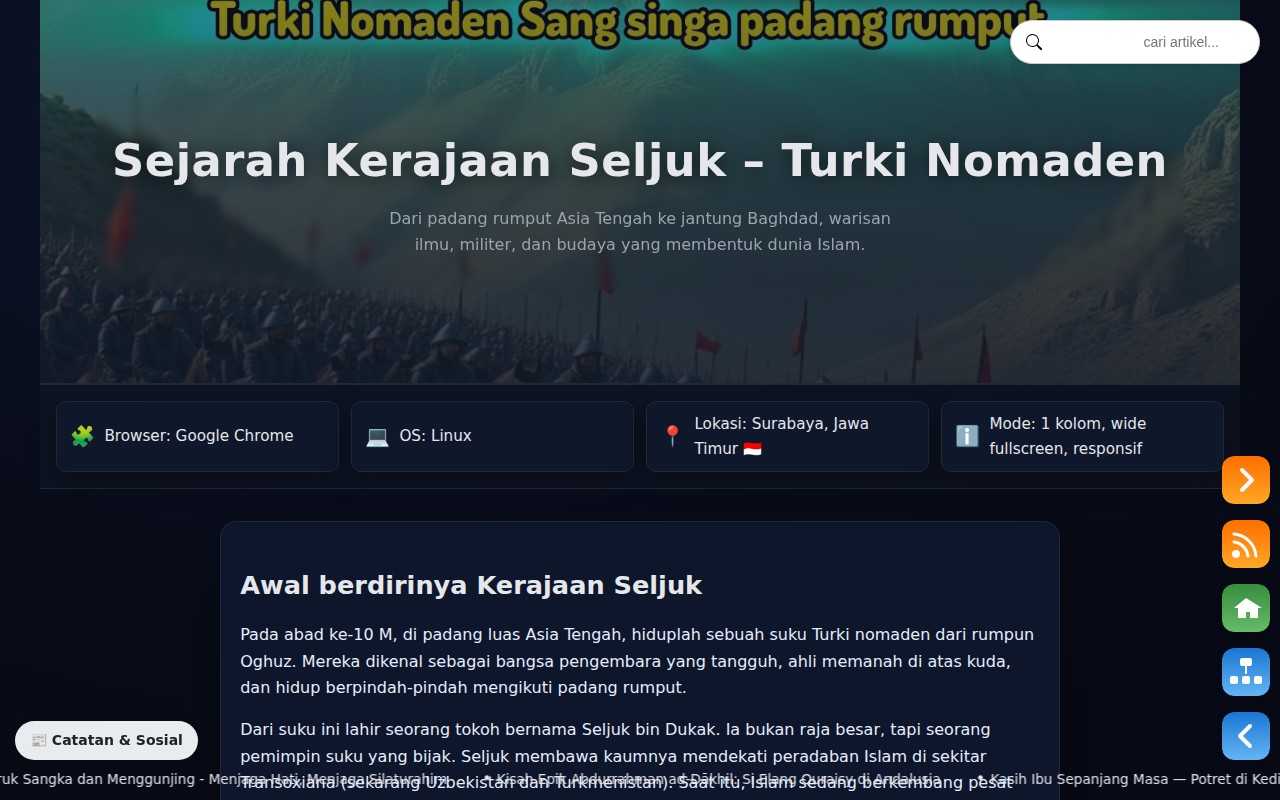 Turki Nomaden Sang singa padang rumput
cari artikel...
Sejarah Kerajaan Seljuk – Turki Nomaden
Dari padang rumput Asia Tengah ke jantung Baghdad, warisan
ilmu, militer, dan budaya yang membentuk dunia Islam.
🧩 Browser: Google Chrome
💻 OS: Linux
📍 Lokasi: Surabaya, Jawa
Timur 🇮🇩
ℹ️ Mode: 1 kolom, wide
fullscreen, responsif
Awal berdirinya Kerajaan Seljuk
Pada abad ke-10 M, di padang luas Asia Tengah, hiduplah sebuah suku Turki nomaden dari rumpun
Oghuz. Mereka dikenal sebagai bangsa pengembara yang tangguh, ahli memanah di atas kuda,
dan hidup berpindah-pindah mengikuti padang rumput.
Dari suku ini lahir seorang tokoh bernama Seljuk bin Dukak. Ia bukan raja besar, tapi seorang
pemimpin suku yang bijak. Seljuk membawa kaumnya mendekati peradaban Islam di sekitar
Transoxiana (sekarang Uzbekistan dan Turkmenistan). Saat itu, Islam sedang berkembang pesat
📰 Catatan & Sosial
ruk Sangka dan Menggunjing - Menjaga Hati, Menjaga Silaturahim • Kisah Epik Abdurrahman ad-Dākhil: Si Elang Quraisy di Andalusia • Kasih Ibu Sepanjang Masa — Potret di Kedi